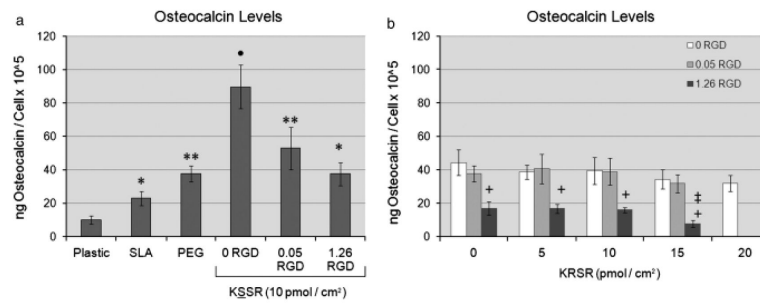 a
Osteocalcin Levels
ng Osteocalcin / Cell x 10^5
120
100
80
60
40
20
0
•
*
**
**
*
Plastic
SLA
PEG
0 RGD
0.05 RGD
1.26 RGD
KSSR (10 pmol / cm²)
b
Osteocalcin Levels
ng Osteocalcin / Cell x 10^5
120
100
80
60
40
20
0
0 RGD
0.05 RGD
1.26 RGD
+
+
+
‡
+
0
5
10
15
20
KRSR (pmol / cm²)